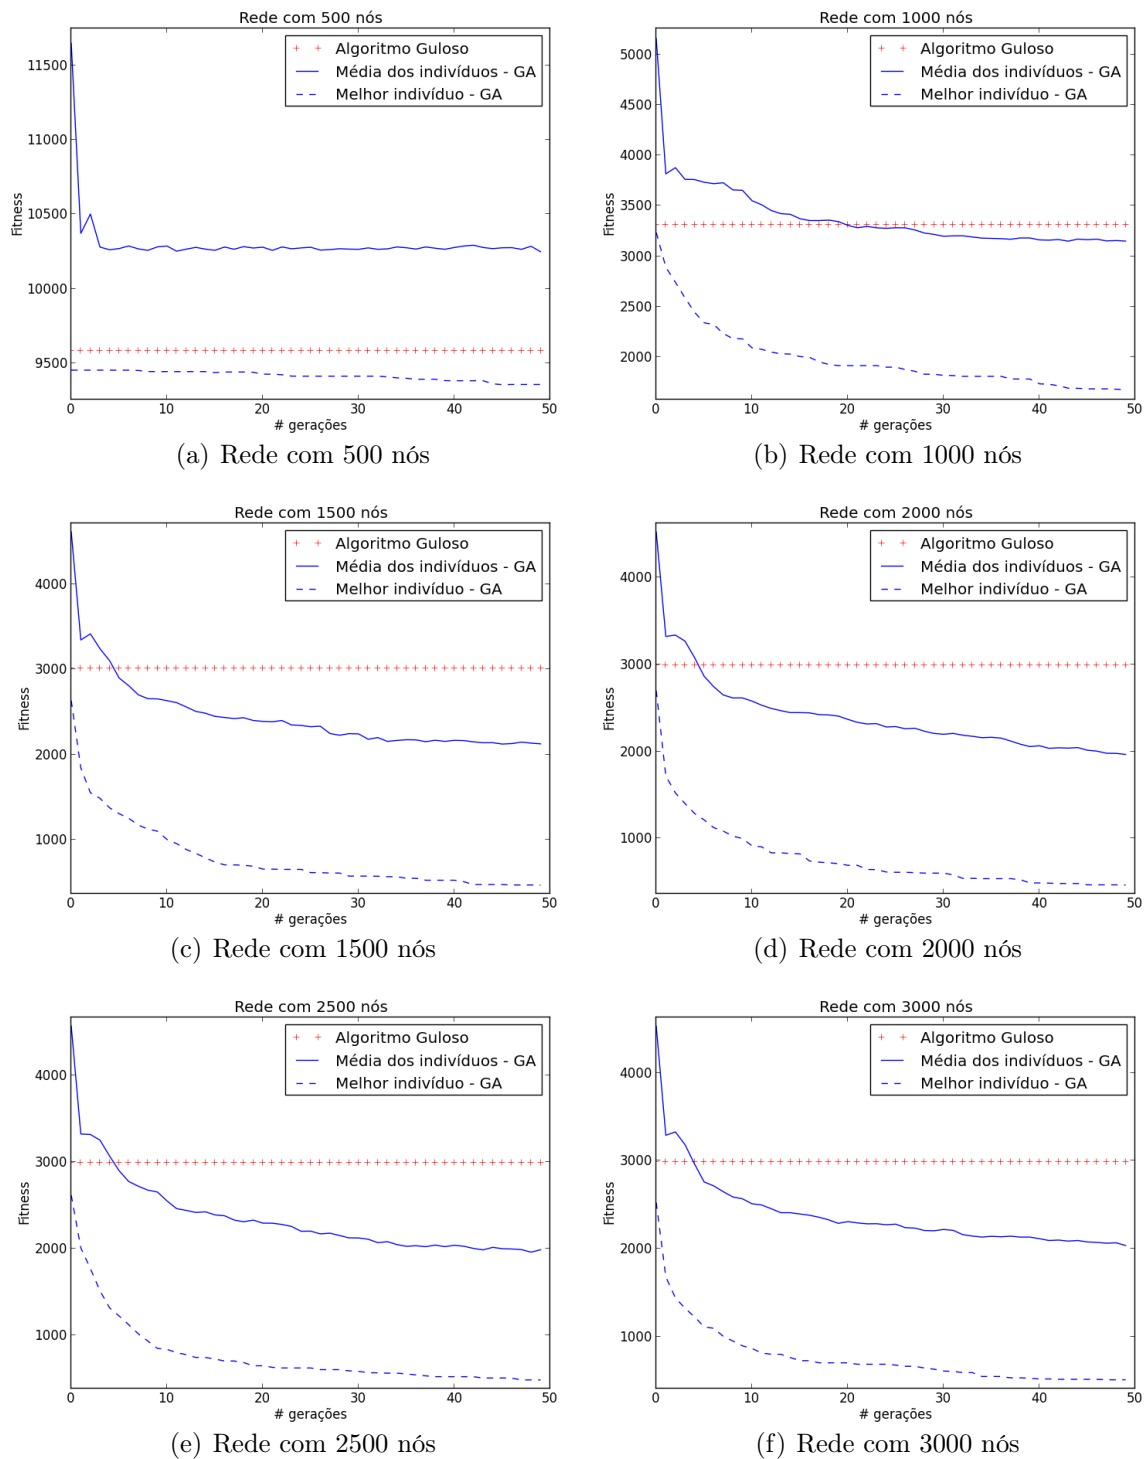 Rede com 500 nós
Algoritmo Guloso
Média dos indivíduos - GA
Melhor indivíduo - GA
Fitness
11500
11000
10500
10000
9500
0 10 20 30 40 50
# gerações
(a) Rede com 500 nós
Rede com 1000 nós
Algoritmo Guloso
Média dos indivíduos - GA
Melhor indivíduo - GA
Fitness
5000
4500
4000
3500
3000
2500
2000
0 10 20 30 40 50
# gerações
(b) Rede com 1000 nós
Rede com 1500 nós
Algoritmo Guloso
Média dos indivíduos - GA
Melhor indivíduo - GA
Fitness
4000
3000
2000
1000
0 10 20 30 40 50
# gerações
(c) Rede com 1500 nós
Rede com 2000 nós
Algoritmo Guloso
Média dos indivíduos - GA
Melhor indivíduo - GA
Fitness
4000
3000
2000
1000
0 10 20 30 40 50
# gerações
(d) Rede com 2000 nós
Rede com 2500 nós
Algoritmo Guloso
Média dos indivíduos - GA
Melhor indivíduo - GA
Fitness
4000
3000
2000
1000
0 10 20 30 40 50
# gerações
(e) Rede com 2500 nós
Rede com 3000 nós
Algoritmo Guloso
Média dos indivíduos - GA
Melhor indivíduo - GA
Fitness
4000
3000
2000
1000
0 10 20 30 40 50
# gerações
(f) Rede com 3000 nós